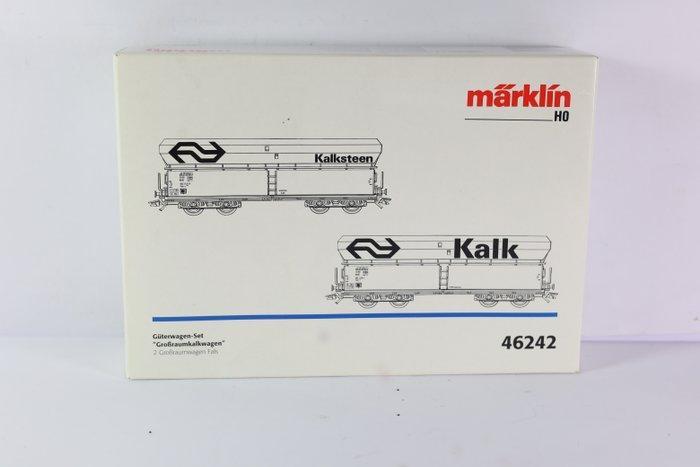 märklin
H0
Kalksteen
Kalk
Güterwagen-Set
"Großraumkalkwagen"
2 Großraumwagen Fals
46242